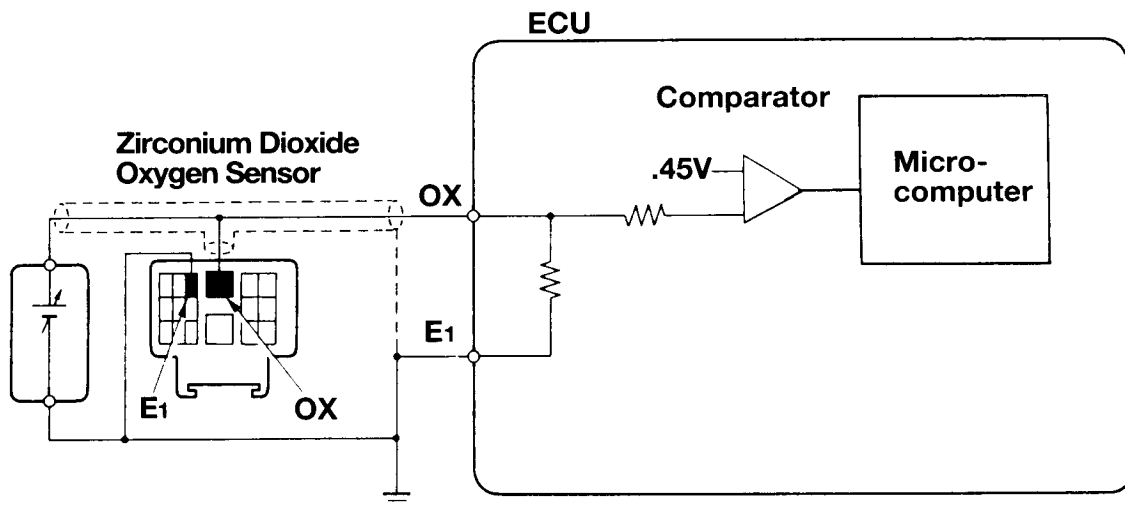 ECU
Comparator
Zirconium Dioxide
Oxygen Sensor
.45V
Micro-
computer
OX
E1
E1
OX